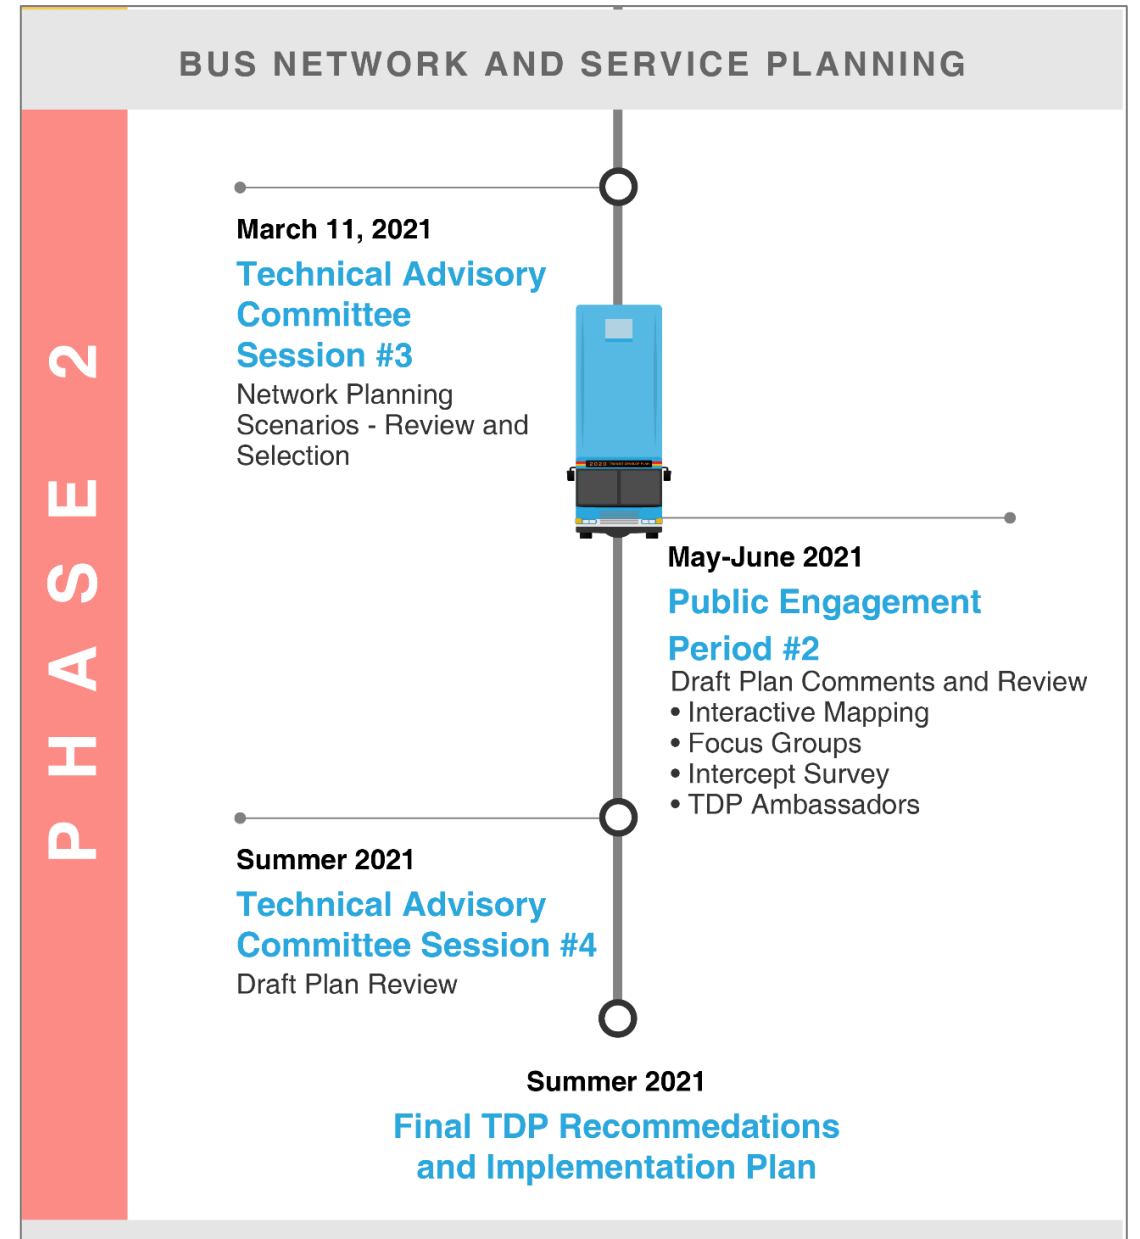 BUS NETWORK AND SERVICE PLANNING
PHASE 2
March 11, 2021
Technical Advisory
Committee
Session #3
Network Planning
Scenarios - Review and
Selection
May-June 2021
Public Engagement
Period #2
Draft Plan Comments and Review
• Interactive Mapping
• Focus Groups
• Intercept Survey
• TDP Ambassadors
Summer 2021
Technical Advisory
Committee Session #4
Draft Plan Review
Summer 2021
Final TDP Recommedations
and Implementation Plan